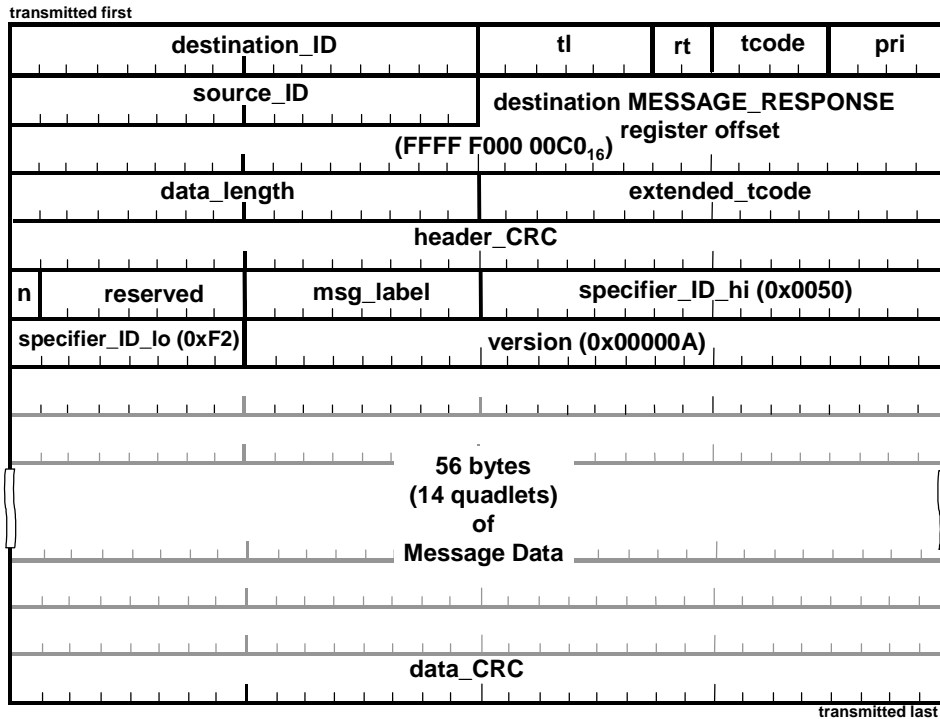 transmitted first
destination_ID tl rt tcode pri
source_ID destination MESSAGE_RESPONSE
register offset
(FFFF F000 00C0₁₆)
data_length extended_tcode
header_CRC
n reserved msg_label specifier_ID_hi (0x0050)
specifier_ID_lo (0xF2) version (0x00000A)
56 bytes
(14 quadlets)
of
Message Data
data_CRC
transmitted last